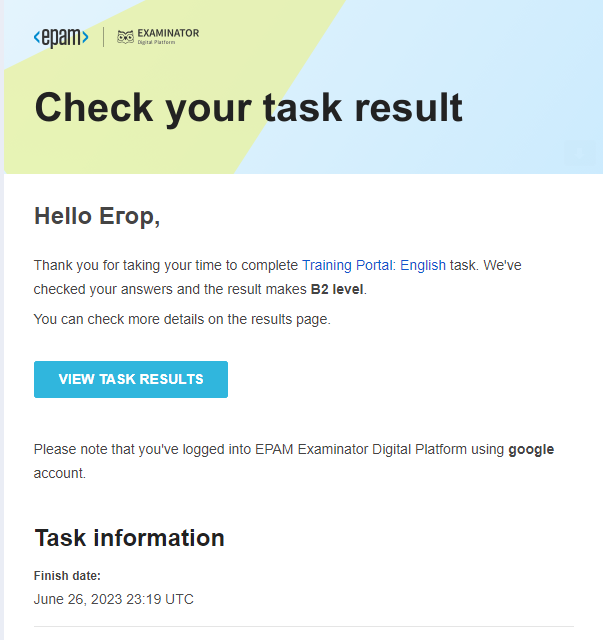 <epam> | EXAMINATOR
Digital Platform
Check your task result
Hello Егор,
Thank you for taking your time to complete Training Portal: English task. We've
checked your answers and the result makes B2 level.
You can check more details on the results page.
VIEW TASK RESULTS
Please note that you've logged into EPAM Examinator Digital Platform using google
account.
Task information
Finish date:
June 26, 2023 23:19 UTC